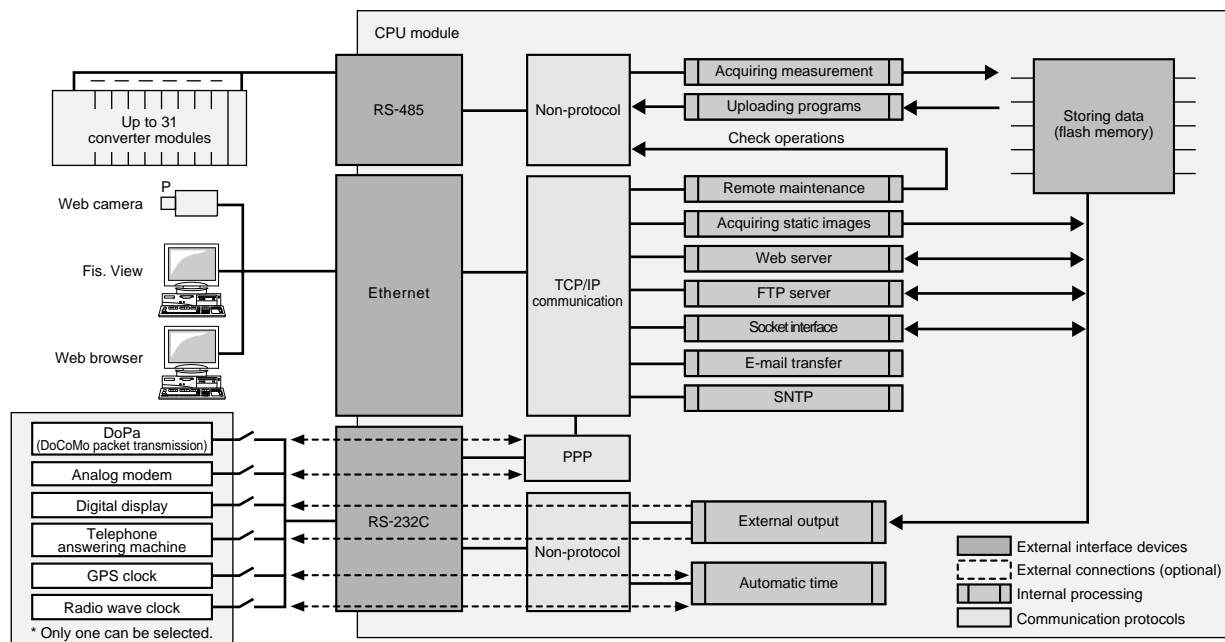 CPU module
Up to 31
converter modules
RS-485
Non-protocol
Acquiring measurement
Uploading programs
Check operations
Storing data
(flash memory)
P
Web camera
Fis. View
Web browser
Ethernet
TCP/IP
communication
Remote maintenance
Acquiring static images
Web server
FTP server
Socket interface
E-mail transfer
SNTP
DoPa
(DoCoMo packet transmission)
Analog modem
Digital display
Telephone
answering machine
GPS clock
Radio wave clock
* Only one can be selected.
RS-232C
PPP
Non-protocol
External output
Automatic time
External interface devices
External connections (optional)
Internal processing
Communication protocols